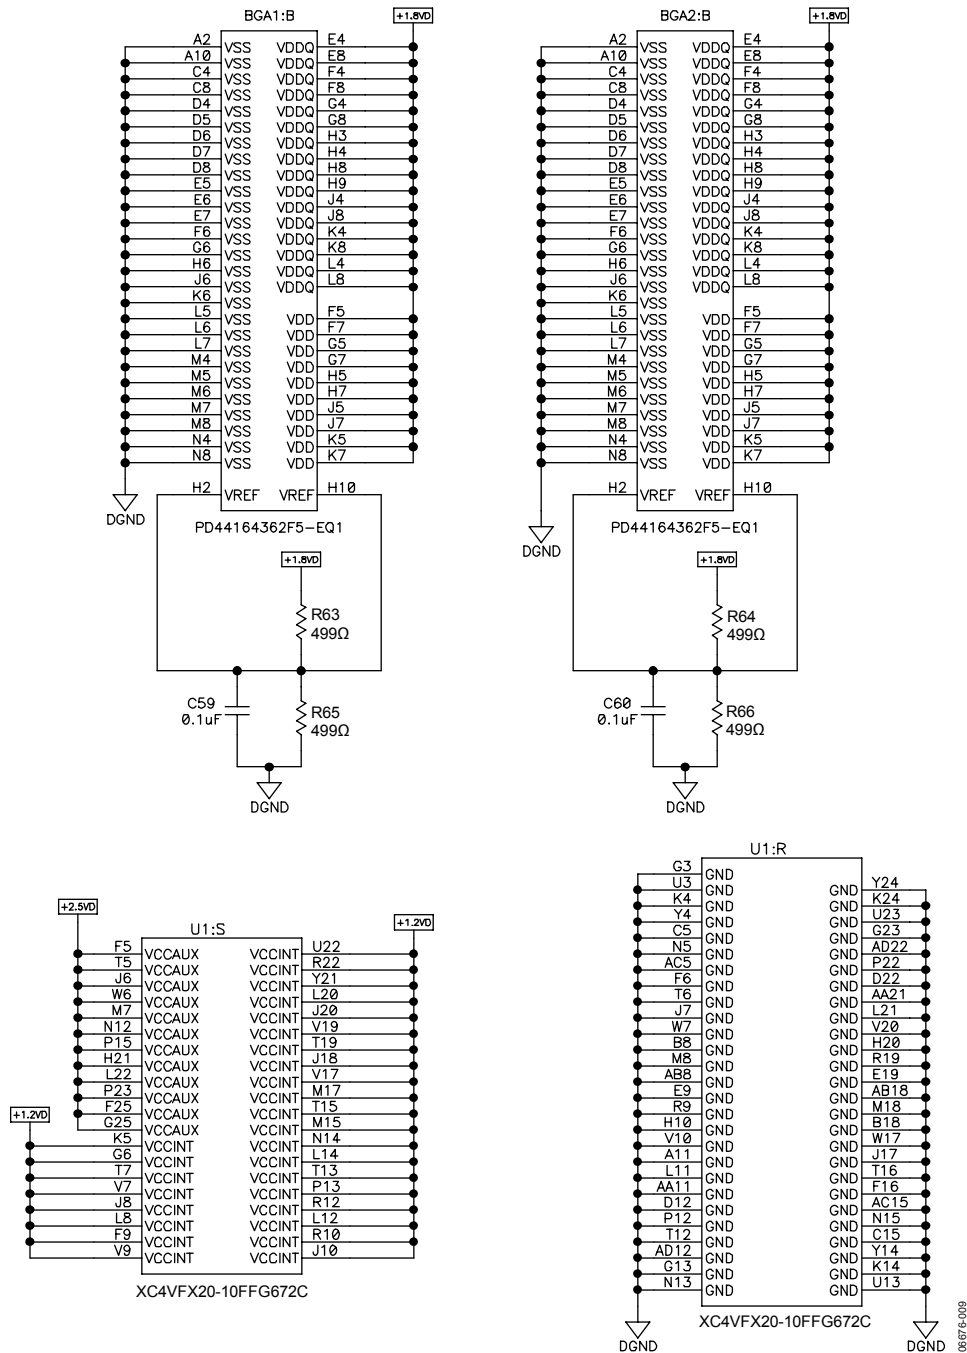 BGA1:B
+1.8VD
A2 VSS VDDQ E4
A10 VSS VDDQ E8
C4 VSS VDDQ F4
C8 VSS VDDQ F8
D4 VSS VDDQ G4
D5 VSS VDDQ G8
D6 VSS VDDQ H3
D7 VSS VDDQ H4
D8 VSS VDDQ H8
E5 VSS VDDQ H9
E6 VSS VDDQ J4
E7 VSS VDDQ J8
F6 VSS VDDQ K4
G6 VSS VDDQ K8
H6 VSS VDDQ L4
J6 VSS VDDQ L8
K6 VSS
L5 VSS VDD F5
L6 VSS VDD F7
L7 VSS VDD G5
M4 VSS VDD G7
M5 VSS VDD H5
M6 VSS VDD H7
M7 VSS VDD J5
M8 VSS VDD J7
N4 VSS VDD K5
N8 VSS VDD K7
H2 VREF VREF H10
DGND
PD44164362F5-EQ1
+1.8VD
R63
499Ω
C59
0.1uF
R65
499Ω
DGND
BGA2:B
+1.8VD
A2 VSS VDDQ E4
A10 VSS VDDQ E8
C4 VSS VDDQ F4
C8 VSS VDDQ F8
D4 VSS VDDQ G4
D5 VSS VDDQ G8
D6 VSS VDDQ H3
D7 VSS VDDQ H4
D8 VSS VDDQ H8
E5 VSS VDDQ H9
E6 VSS VDDQ J4
E7 VSS VDDQ J8
F6 VSS VDDQ K4
G6 VSS VDDQ K8
H6 VSS VDDQ L4
J6 VSS VDDQ L8
K6 VSS
L5 VSS VDD F5
L6 VSS VDD F7
L7 VSS VDD G5
M4 VSS VDD G7
M5 VSS VDD H5
M6 VSS VDD H7
M7 VSS VDD J5
M8 VSS VDD J7
N4 VSS VDD K5
N8 VSS VDD K7
H2 VREF VREF H10
DGND
PD44164362F5-EQ1
+1.8VD
R64
499Ω
C60
0.1uF
R66
499Ω
DGND
+2.5VD
U1:S
+1.2VD
F5 VCCAUX VCCINT U22
T5 VCCAUX VCCINT R22
J6 VCCAUX VCCINT Y21
W6 VCCAUX VCCINT L20
M7 VCCAUX VCCINT J20
N12 VCCAUX VCCINT V19
P15 VCCAUX VCCINT T19
H21 VCCAUX VCCINT J18
L22 VCCAUX VCCINT V17
P23 VCCAUX VCCINT M17
F25 VCCAUX VCCINT T15
+1.2VD
G25 VCCAUX VCCINT M15
K5 VCCINT VCCINT N14
G6 VCCINT VCCINT L14
T7 VCCINT VCCINT T13
V7 VCCINT VCCINT P13
J8 VCCINT VCCINT R12
L8 VCCINT VCCINT L12
F9 VCCINT VCCINT R10
V9 VCCINT VCCINT J10
XC4VFX20-10FFG672C
U1:R
G3 GND
U3 GND GND Y24
K4 GND GND K24
Y4 GND GND U23
C5 GND GND G23
N5 GND GND AD22
AC5 GND GND P22
F6 GND GND D22
T6 GND GND AA21
J7 GND GND L21
W7 GND GND V20
B8 GND GND H20
M8 GND GND R19
AB8 GND GND E19
E9 GND GND AB18
R9 GND GND M18
H10 GND GND B18
V10 GND GND W17
A11 GND GND J17
L11 GND GND T16
AA11 GND GND F16
D12 GND GND AC15
P12 GND GND N15
T12 GND GND C15
AD12 GND GND Y14
G13 GND GND K14
N13 GND GND U13
XC4VFX20-10FFG672C
DGND
DGND
06676-009